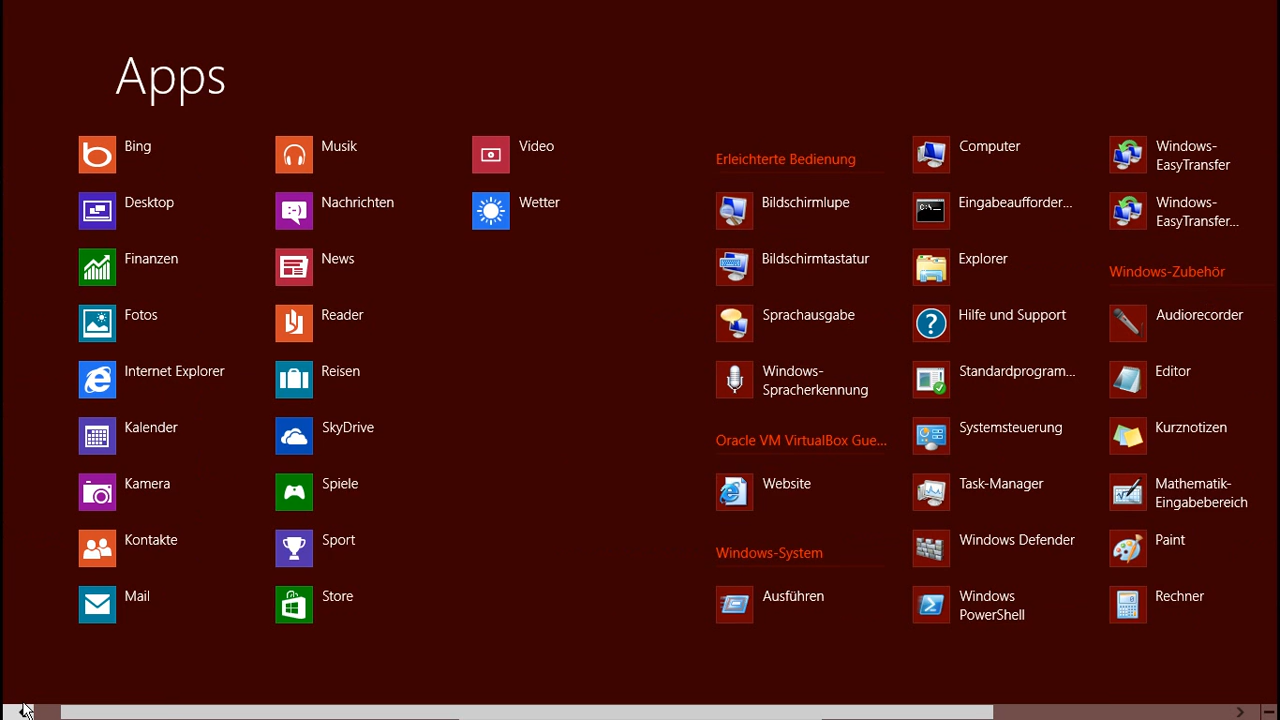 Apps
Bing
Desktop
Finanzen
Fotos
Internet Explorer
Kalender
Kamera
Kontakte
Mail
Musik
Nachrichten
News
Reader
Reisen
SkyDrive
Spiele
Sport
Store
Video
Wetter
Erleichterte Bedienung
Bildschirmlupe
Bildschirmtastatur
Sprachausgabe
Windows-
Spracherkennung
Oracle VM VirtualBox Gue...
Website
Windows-System
Ausführen
Computer
Eingabeaufforder...
Explorer
Hilfe und Support
Standardprogram...
Systemsteuerung
Task-Manager
Windows Defender
Windows
PowerShell
Windows-
EasyTransfer
Windows-
EasyTransfer...
Windows-Zubehör
Audiorecorder
Editor
Kurznotizen
Mathematik-
Eingabebereich
Paint
Rechner